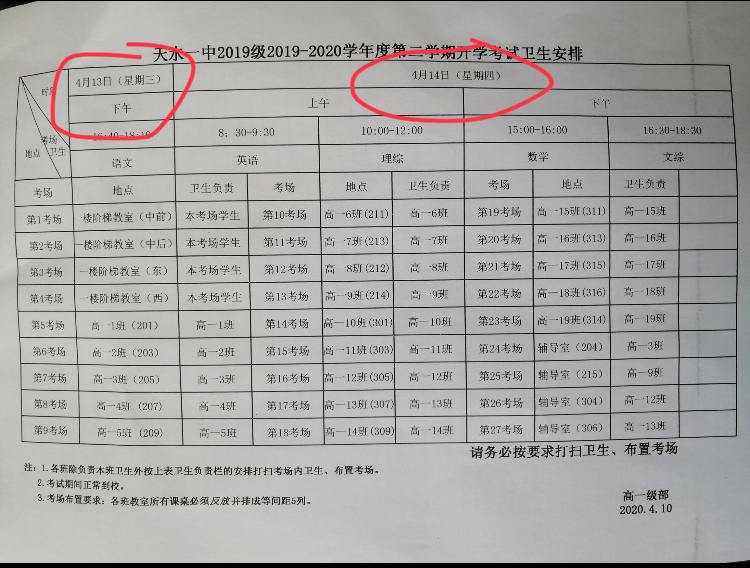 天水一中2019级2019-2020学年度第二学期开学考试卫生安排
时间 4月13日（星期三） 4月14日（星期四）
下午 上午 下午
考场 16:40-18:10 8：30-9:30 10:00-12:00 15:00-16:00 16:30-18:30
地点 卫生 语文 英语 理综 数学 文综
考场 地点 卫生负责 考场 地点 卫生负责 考场 地点 卫生负责
第1考场 一楼阶梯教室（中前） 本考场学生 第10考场 高一6班(211) 高一6班 第19考场 高一15班(311) 高一15班
第2考场 一楼阶梯教室（中后） 本考场学生 第11考场 高一7班(213) 高一7班 第20考场 高一16班(313) 高一16班
第3考场 一楼阶梯教室（东） 本考场学生 第12考场 高一8班(212) 高一8班 第21考场 高一17班(315) 高一17班
第4考场 一楼阶梯教室（西） 本考场学生 第13考场 高一9班(214) 高一9班 第22考场 高一18班(316) 高一18班
第5考场 高一1班（201） 高一1班 第14考场 高一10班(301) 高一10班 第23考场 高一19班(314) 高一19班
第6考场 高一2班（203） 高一2班 第15考场 高一11班(303) 高一11班 第24考场 辅导室（204） 高一3班
第7考场 高一3班（205） 高一3班 第16考场 高一12班(305) 高一12班 第25考场 辅导室（215） 高一9班
第8考场 高一4班（207） 高一4班 第17考场 高一13班(307) 高一13班 第26考场 辅导室（304） 高一12班
第9考场 高一5班（209） 高一5班 第18考场 高一14班(309) 高一14班 第27考场 辅导室（306） 高一13班
请务必按要求打扫卫生、布置考场
注：1.各班除负责本班卫生外按上表卫生负责栏的安排打扫考场内卫生、布置考场。
2.考试期间正常到校。
3.考场布置要求：各班教室所有课桌必须反放并排成等间距5列。
高一级部
2020.4.10